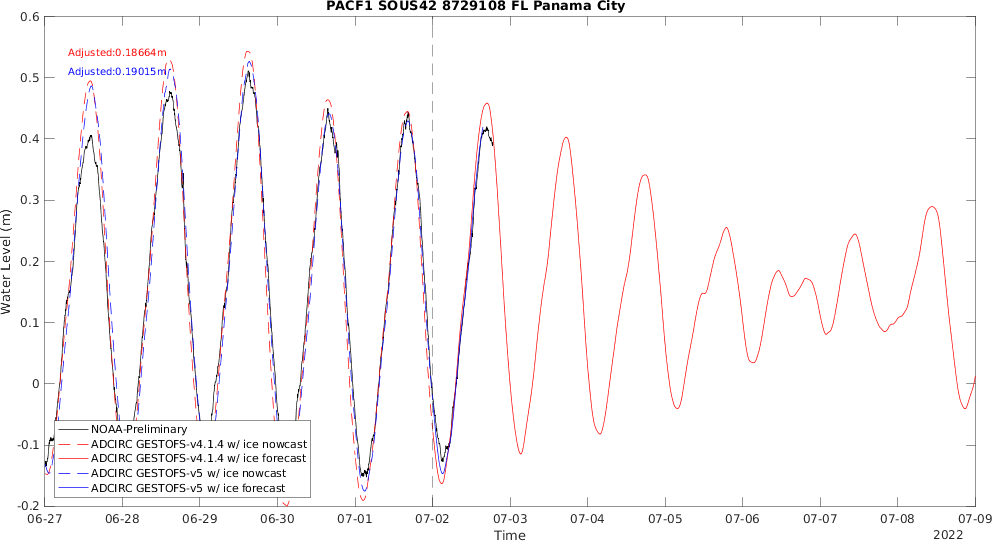 PACF1 SOUS42 8729108 FL Panama City
0.6
Adjusted:0.18664m
Adjusted:0.19015m
0.5
0.4
0.3
0.2
0.1
0
-0.1
-0.2
Water Level (m)
NOAA-Preliminary
ADCIRC GESTOFS-v4.1.4 w/ ice nowcast
ADCIRC GESTOFS-v4.1.4 w/ ice forecast
ADCIRC GESTOFS-v5 w/ ice nowcast
ADCIRC GESTOFS-v5 w/ ice forecast
06-27 06-28 06-29 06-30 07-01 07-02 07-03 07-04 07-05 07-06 07-07 07-08 07-09
Time
2022